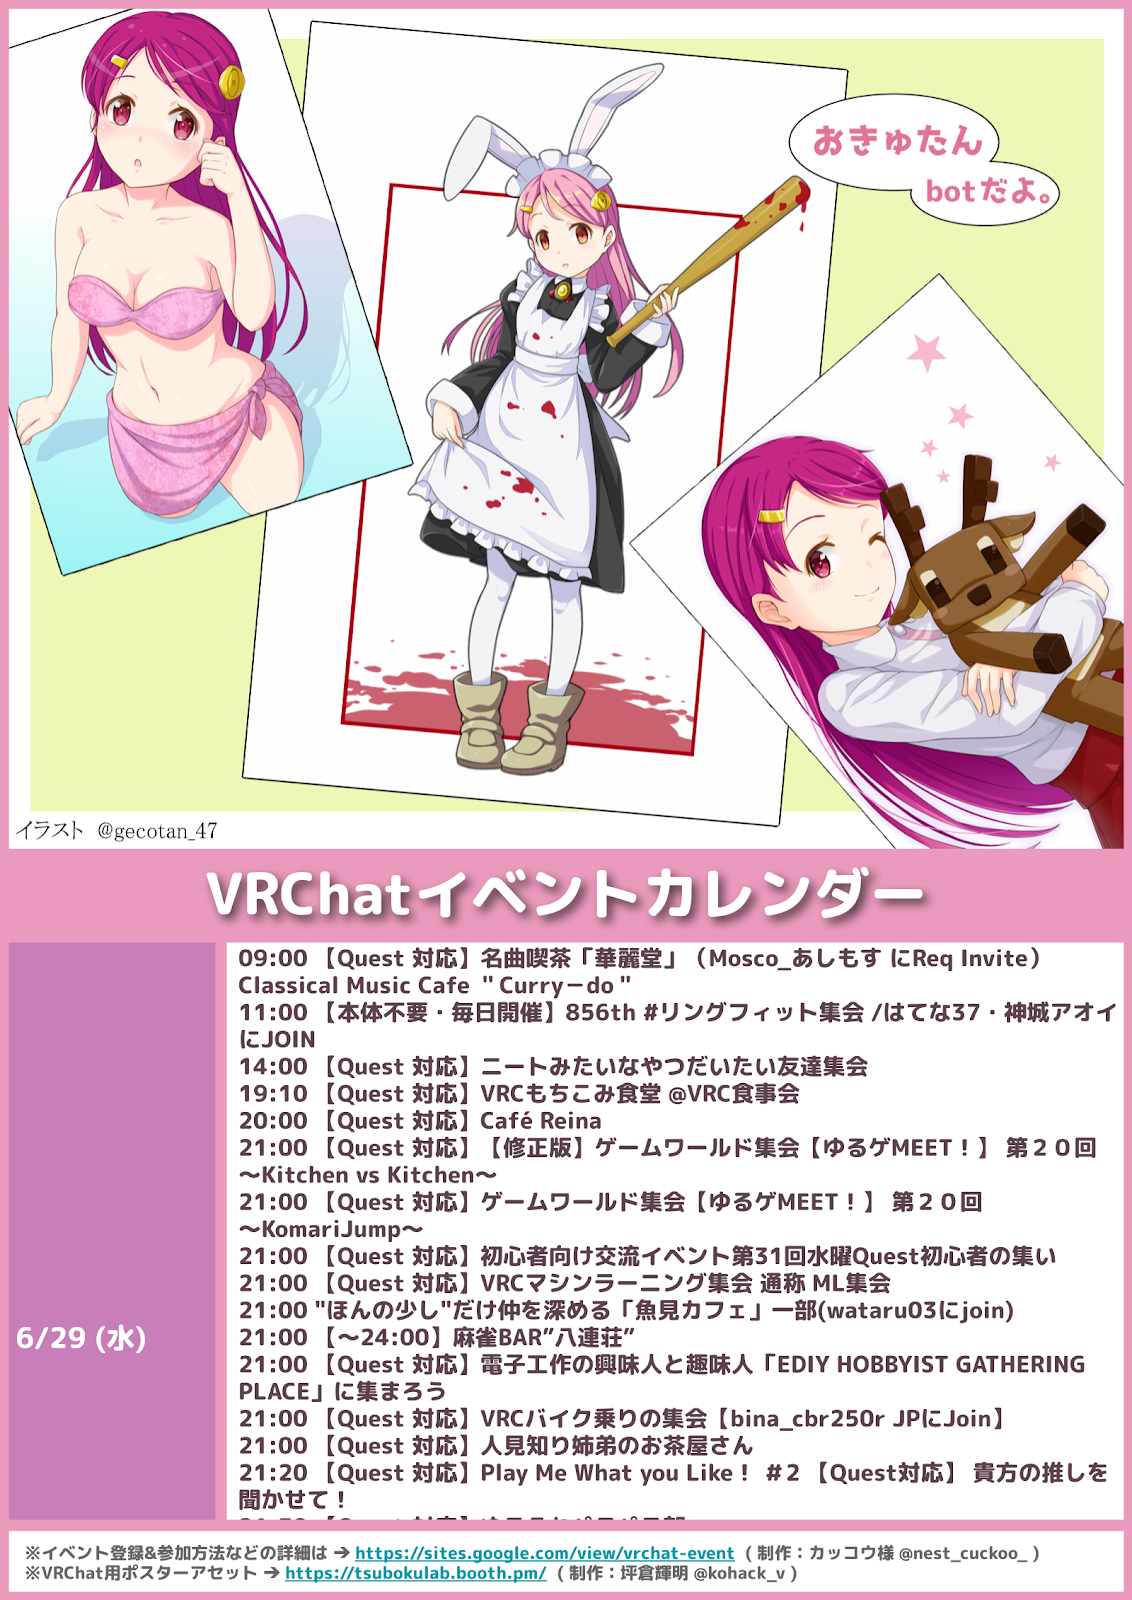 おきゅたん
botだよ。
イラスト @gecotan_47
VRChatイベントカレンダー
6/29 (水)
09:00 【Quest 対応】名曲喫茶「華麗堂」（Mosco_あしもす にReq Invite）
Classical Music Cafe ＂Curryーdo＂
11:00 【本体不要・毎日開催】856th #リングフィット集会 /はてな37・神城アオイ
にJOIN
14:00 【Quest 対応】ニートみたいなやつだいたい友達集会
19:10 【Quest 対応】VRCもちこみ食堂 @VRC食事会
20:00 【Quest 対応】Café Reina
21:00 【Quest 対応】【修正版】ゲームワールド集会【ゆるゲMEET！】 第２０回
～Kitchen vs Kitchen～
21:00 【Quest 対応】ゲームワールド集会【ゆるゲMEET！】 第２０回
～KomariJump～
21:00 【Quest 対応】初心者向け交流イベント第31回水曜Quest初心者の集い
21:00 【Quest 対応】VRCマシンラーニング集会 通称 ML集会
21:00 "ほんの少し"だけ仲を深める「魚見カフェ」一部(wataru03にjoin)
21:00 【～24:00】麻雀BAR”八連荘”
21:00 【Quest 対応】電子工作の興味人と趣味人「EDIY HOBBYIST GATHERING
PLACE」に集まろう
21:00 【Quest 対応】VRCバイク乗りの集会【bina_cbr250r JPにJoin】
21:00 【Quest 対応】人見知り姉弟のお茶屋さん
21:20 【Quest 対応】Play Me What you Like！ ＃2 【Quest対応】 貴方の推しを
聞かせて！
※イベント登録&参加方法などの詳細は ➔ https://sites.google.com/view/vrchat-event （ 制作：カッコウ様 @nest_cuckoo_ ）
※VRChat用ポスターアセット ➔ https://tsubokulab.booth.pm/ （ 制作：坪倉輝明 @kohack_v ）